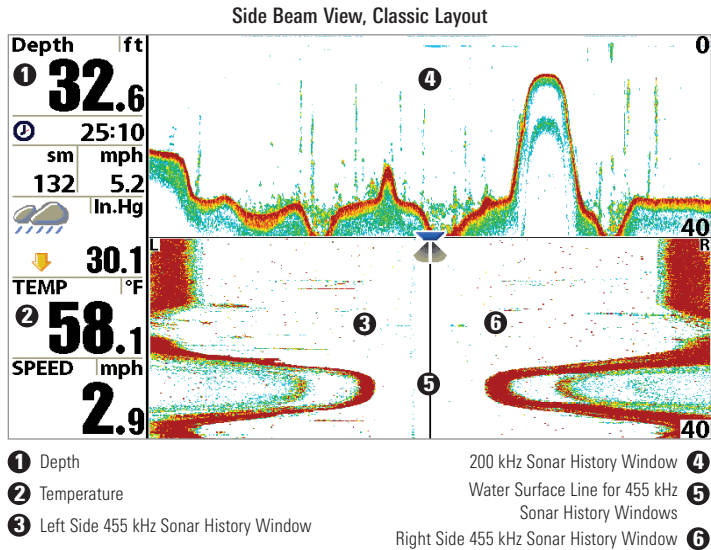 Side Beam View, Classic Layout
Depth ft
1 32.6
25:10
sm mph
132 5.2
In.Hg
30.1
TEMP °F
2 58.1
SPEED mph
2.9
0
4
40
L R
3 6
5
40
1 Depth
2 Temperature
3 Left Side 455 kHz Sonar History Window
200 kHz Sonar History Window 4
Water Surface Line for 455 kHz 5
Sonar History Windows
Right Side 455 kHz Sonar History Window 6